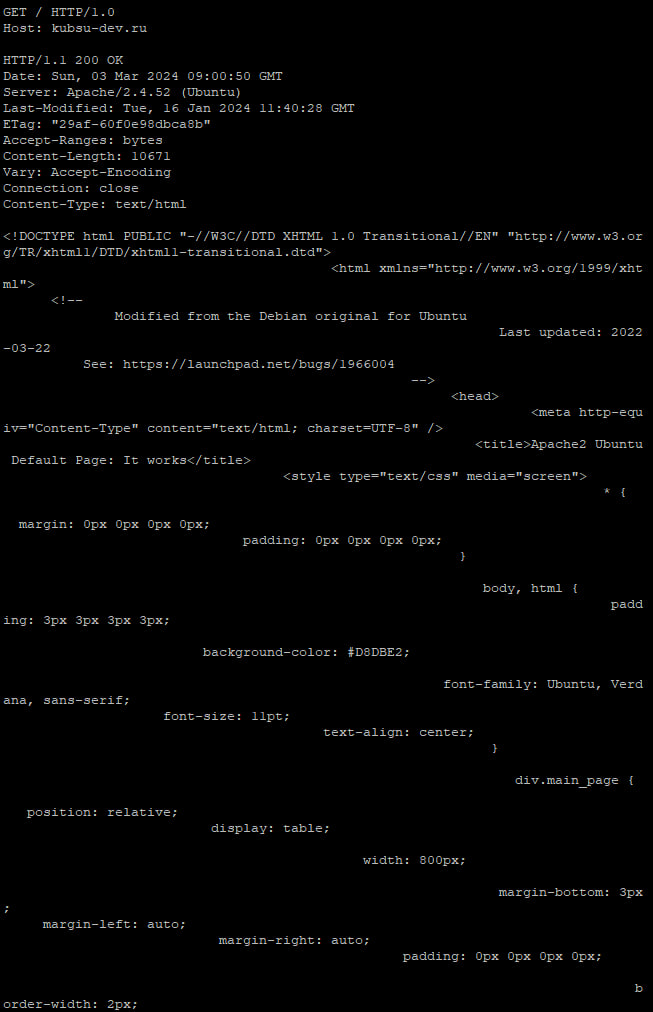 GET / HTTP/1.0
Host: kubsu-dev.ru
HTTP/1.1 200 OK
Date: Sun, 03 Mar 2024 09:00:50 GMT
Server: Apache/2.4.52 (Ubuntu)
Last-Modified: Tue, 16 Jan 2024 11:40:28 GMT
ETag: "29af-60f0e98dbca8b"
Accept-Ranges: bytes
Content-Length: 10671
Vary: Accept-Encoding
Connection: close
Content-Type: text/html
<!DOCTYPE html PUBLIC "-//W3C//DTD XHTML 1.0 Transitional//EN" "http://www.w3.or
g/TR/xhtml1/DTD/xhtml1-transitional.dtd">
<html xmlns="http://www.w3.org/1999/xht
ml">
<!--
Modified from the Debian original for Ubuntu
Last updated: 2022
-03-22
See: https://launchpad.net/bugs/1966004
-->
<head>
<meta http-equ
iv="Content-Type" content="text/html; charset=UTF-8" />
<title>Apache2 Ubuntu
Default Page: It works</title>
<style type="text/css" media="screen">
* {
margin: 0px 0px 0px 0px;
padding: 0px 0px 0px 0px;
}
body, html {
padd
ing: 3px 3px 3px 3px;
background-color: #D8DBE2;
font-family: Ubuntu, Verd
ana, sans-serif;
font-size: 11pt;
text-align: center;
}
div.main_page {
position: relative;
display: table;
width: 800px;
margin-bottom: 3px
;
margin-left: auto;
margin-right: auto;
padding: 0px 0px 0px 0px;
b
order-width: 2px;